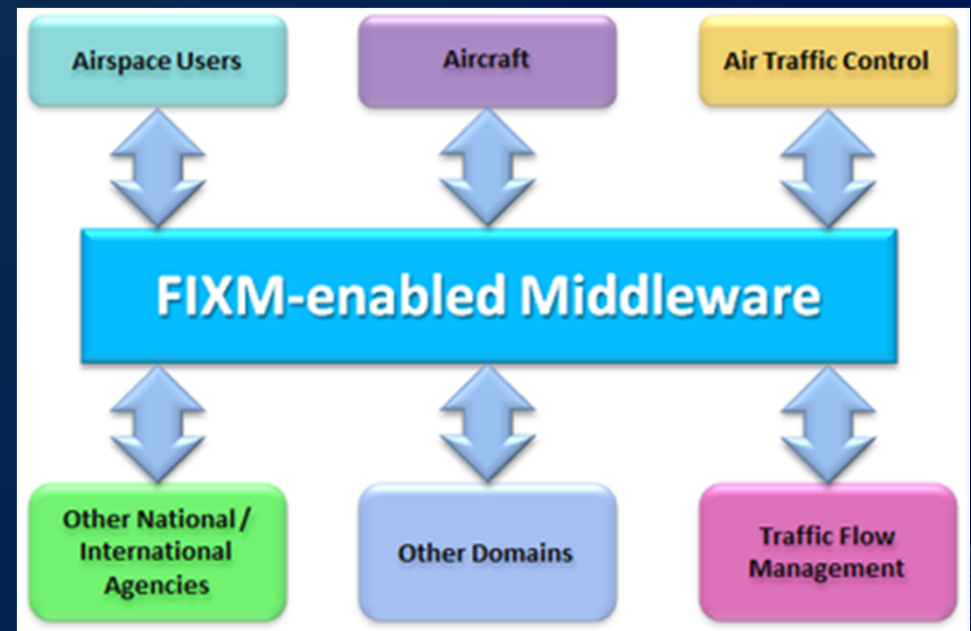 Airspace Users
Aircraft
Air Traffic Control
FIXM-enabled Middleware
Other National /
International
Agencies
Other Domains
Traffic Flow
Management